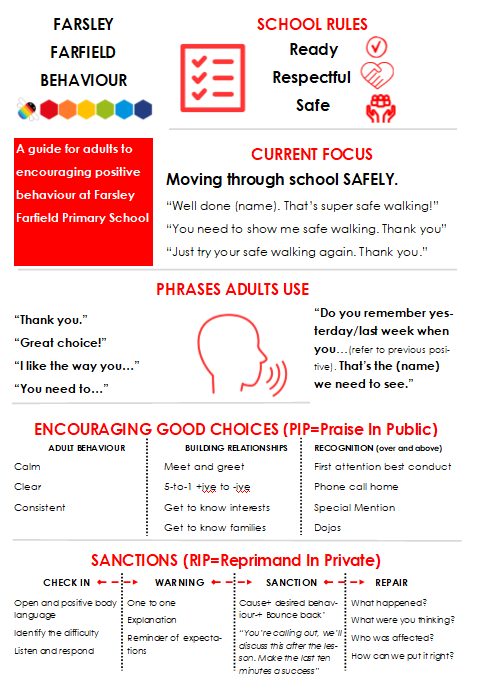 FARSLEY
FARFIELD
BEHAVIOUR
SCHOOL RULES
Ready
Respectful
Safe
A guide for adults to
encouraging positive
behaviour at Farsley
Farfield Primary School
CURRENT FOCUS
Moving through school SAFELY.
“Well done (name). That’s super safe walking!”
“You need to show me safe walking. Thank you”
“Just try your safe walking again. Thank you.”
PHRASES ADULTS USE
“Thank you.”
“Great choice!”
“I like the way you…”
“You need to…”
“Do you remember yes-
terday/last week when
you…(refer to previous posi-
tive). That’s the (name)
we need to see.”
ENCOURAGING GOOD CHOICES (PIP=Praise In Public)
ADULT BEHAVIOUR
Calm
Clear
Consistent
BUILDING RELATIONSHIPS
Meet and greet
5-to-1 +ive to -ive
Get to know interests
Get to know families
RECOGNITION (over and above)
First attention best conduct
Phone call home
Special Mention
Dojos
SANCTIONS (RIP=Reprimand In Private)
CHECK IN
Open and positive body
language
Identify the difficulty
Listen and respond
WARNING
One to one
Explanation
Reminder of expecta-
tions
SANCTION
Cause+ desired behav-
iour+ Bounce back’
“You’re calling out, we’ll
discuss this after the les-
son. Make the last ten
minutes a success”
REPAIR
What happened?
What were you thinking?
Who was affected?
How can we put it right?